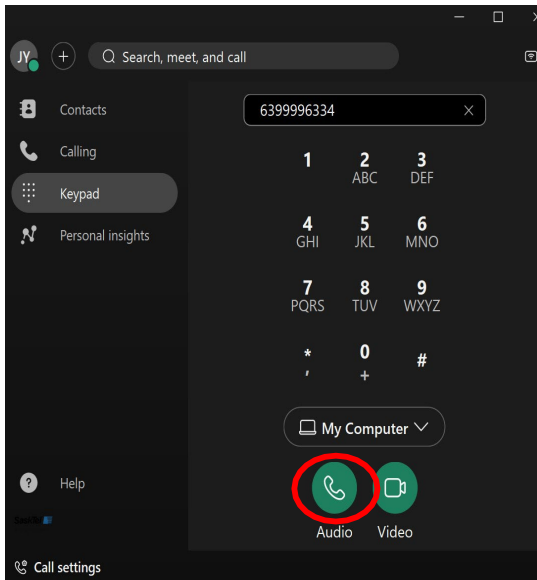 JY
Search, meet, and call
Contacts
Calling
Keypad
Personal insights
6399996334
1
2 ABC
3 DEF
4 GHI
5 JKL
6 MNO
7 PQRS
8 TUV
9 WXYZ
* ,
0 +
#
My Computer
Audio
Video
? Help
Call settings